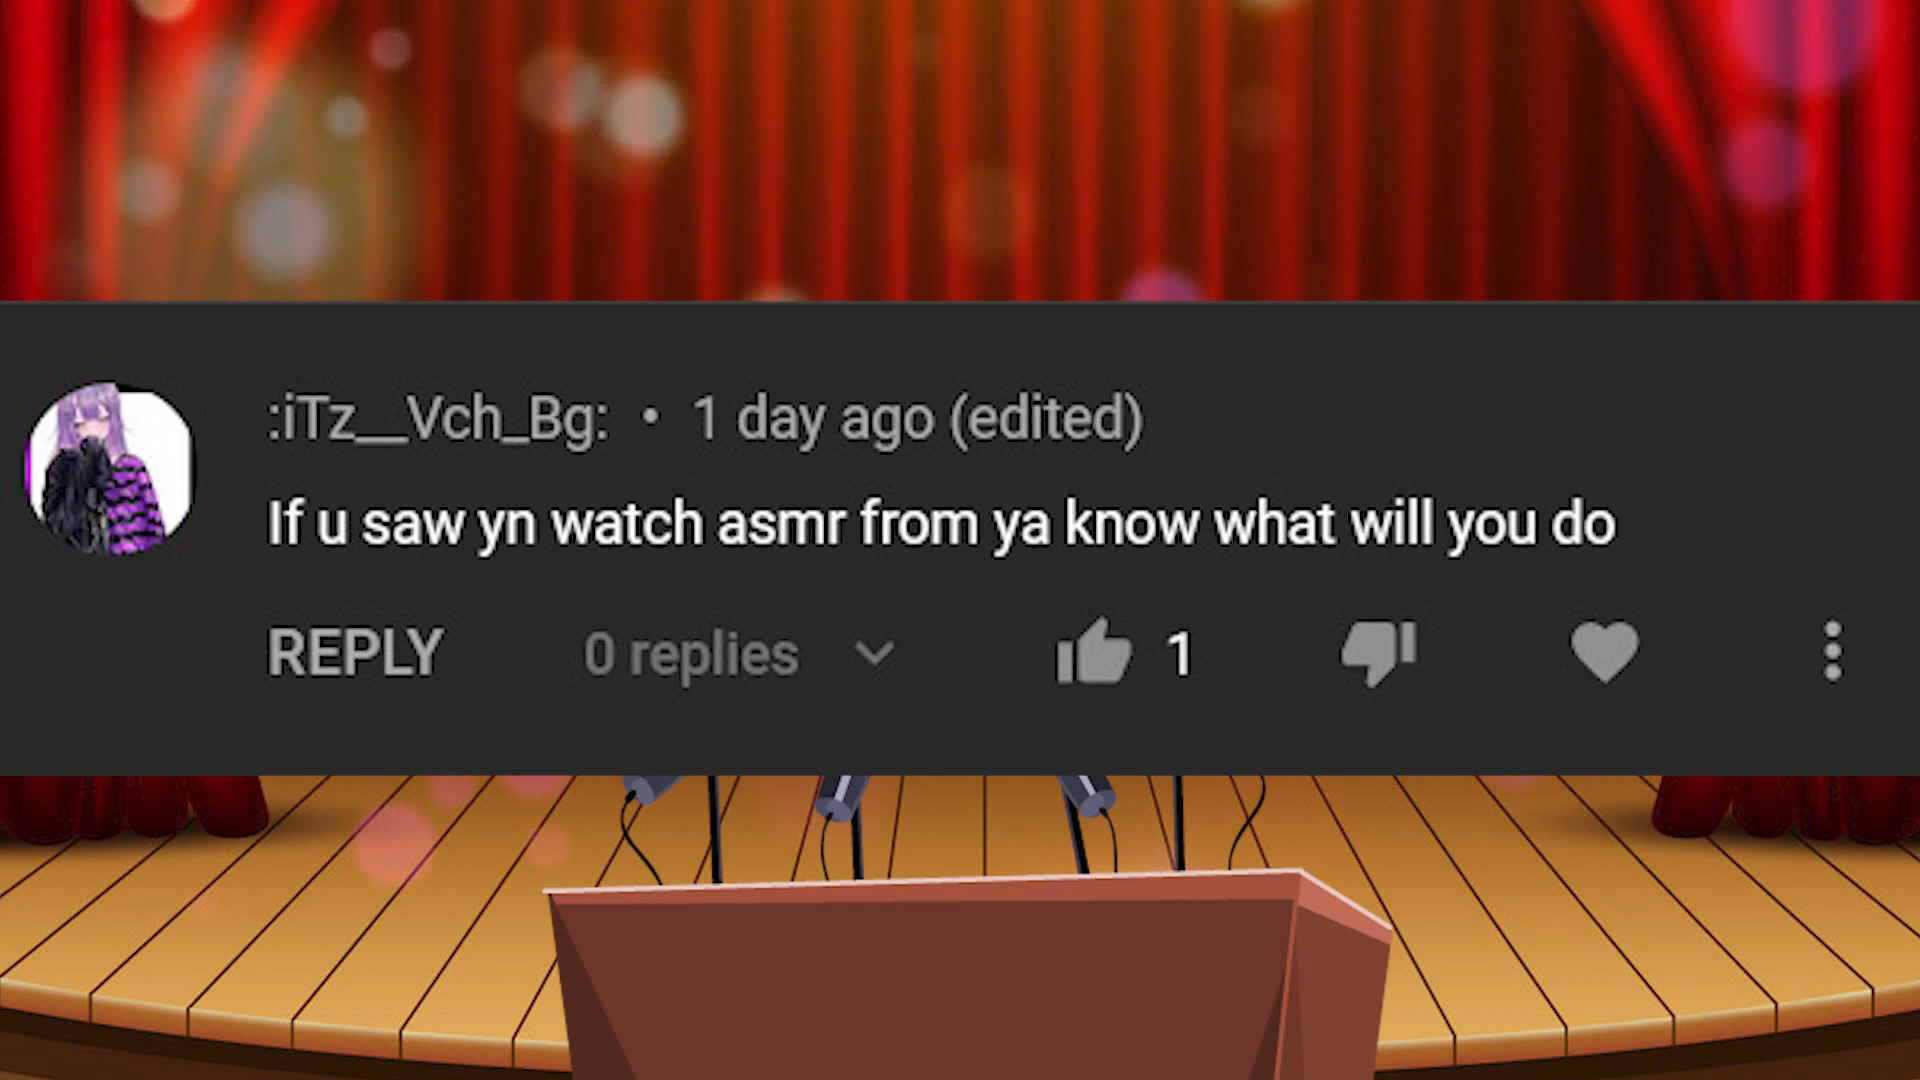 :iTz__Vch_Bg: • 1 day ago (edited)
If u saw yn watch asmr from ya know what will you do
REPLY 0 replies 1